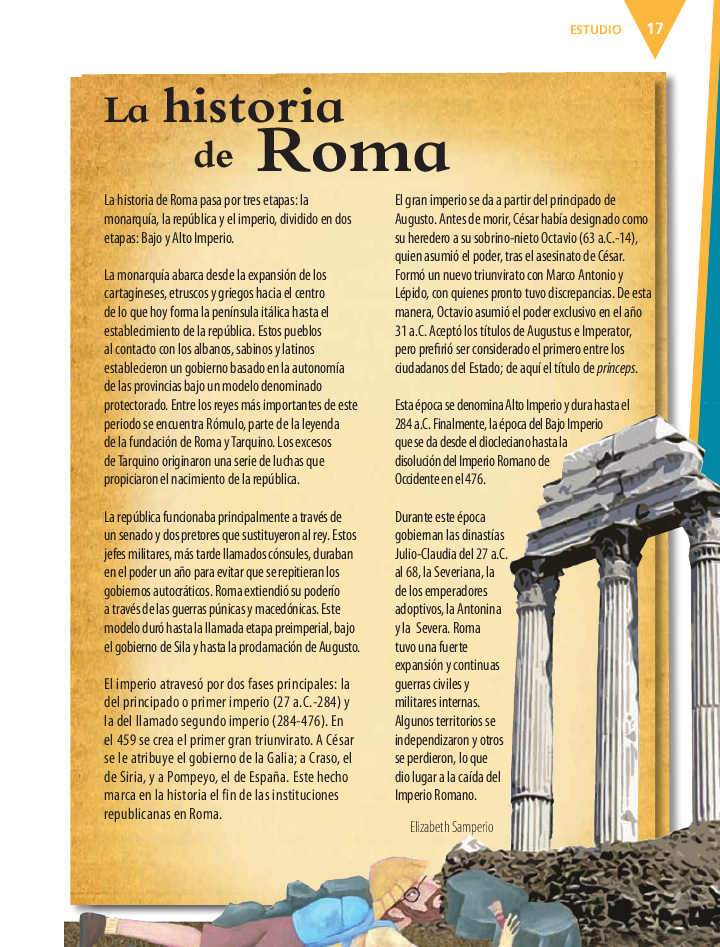 ESTUDIO
17
La historia
de Roma
La historia de Roma pasa por tres etapas: la
monarquía, la república y el imperio, dividido en dos
etapas: Bajo y Alto Imperio.
La monarquía abarca desde la expansión de los
cartagineses, etruscos y griegos hacia el centro
de lo que hoy forma la península itálica hasta el
establecimiento de la república. Estos pueblos
al contacto con los albanos, sabinos y latinos
establecieron un gobierno basado en la autonomía
de las provincias bajo un modelo denominado
protectorado. Entre los reyes más importantes de este
periodo se encuentra Rómulo, parte de la leyenda
de la fundación de Roma y Tarquino. Los excesos
de Tarquino originaron una serie de luchas que
propiciaron el nacimiento de la república.
La república funcionaba principalmente a través de
un senado y dos pretores que sustituyeron al rey. Estos
jefes militares, más tarde llamados cónsules, duraban
en el poder un año para evitar que se repitieran los
gobiernos autocráticos. Roma extiendió su poderío
a través de las guerras púnicas y macedónicas. Este
modelo duró hasta la llamada etapa preimperial, bajo
el gobierno de Sila y hasta la proclamación de Augusto.
El imperio atravesó por dos fases principales: la
del principado o primer imperio (27 a.C.-284) y
la del llamado segundo imperio (284-476). En
el 459 se crea el primer gran triunvirato. A César
se le atribuye el gobierno de la Galia; a Craso, el
de Siria, y a Pompeyo, el de España. Este hecho
marca en la historia el fin de las instituciones
republicanas en Roma.
El gran imperio se da a partir del principado de
Augusto. Antes de morir, César había designado como
su heredero a su sobrino-nieto Octavio (63 a.C.-14),
quien asumió el poder, tras el asesinato de César.
Formó un nuevo triunvirato con Marco Antonio y
Lépido, con quienes pronto tuvo discrepancias. De esta
manera, Octavio asumió el poder exclusivo en el año
31 a.C. Aceptó los títulos de Augustus e Imperator,
pero prefirió ser considerado el primero entre los
ciudadanos del Estado; de aquí el título de princeps.
Esta época se denomina Alto Imperio y dura hasta el
284 a.C. Finalmente, la época del Bajo Imperio
que se da desde el diocleciano hasta la
disolución del Imperio Romano de
Occidente en el 476.
Durante este época
gobiernan las dinastías
Julio-Claudia del 27 a.C.
al 68, la Severiana, la
de los emperadores
adoptivos, la Antonina
y la Severa. Roma
tuvo una fuerte
expansión y continuas
guerras civiles y
militares internas.
Algunos territorios se
independizaron y otros
se perdieron, lo que
dio lugar a la caída del
Imperio Romano.
Elizabeth Samperio